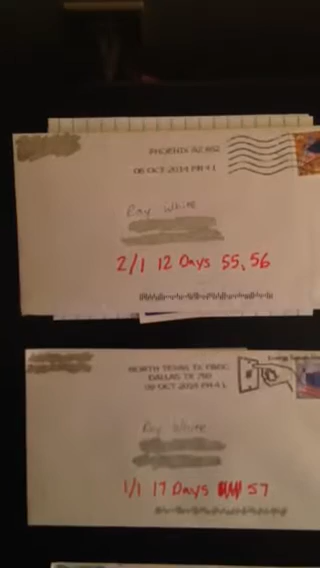 PHOENIX AZ 852
08 OCT 2014 PM 4 L
Ray White
2/1 12 Days 55, 56
NORTH TEXAS TX P&DC
DALLAS TX 750
09 OCT 2014 PM 4 L
Ray White
1/1 17 Days 57